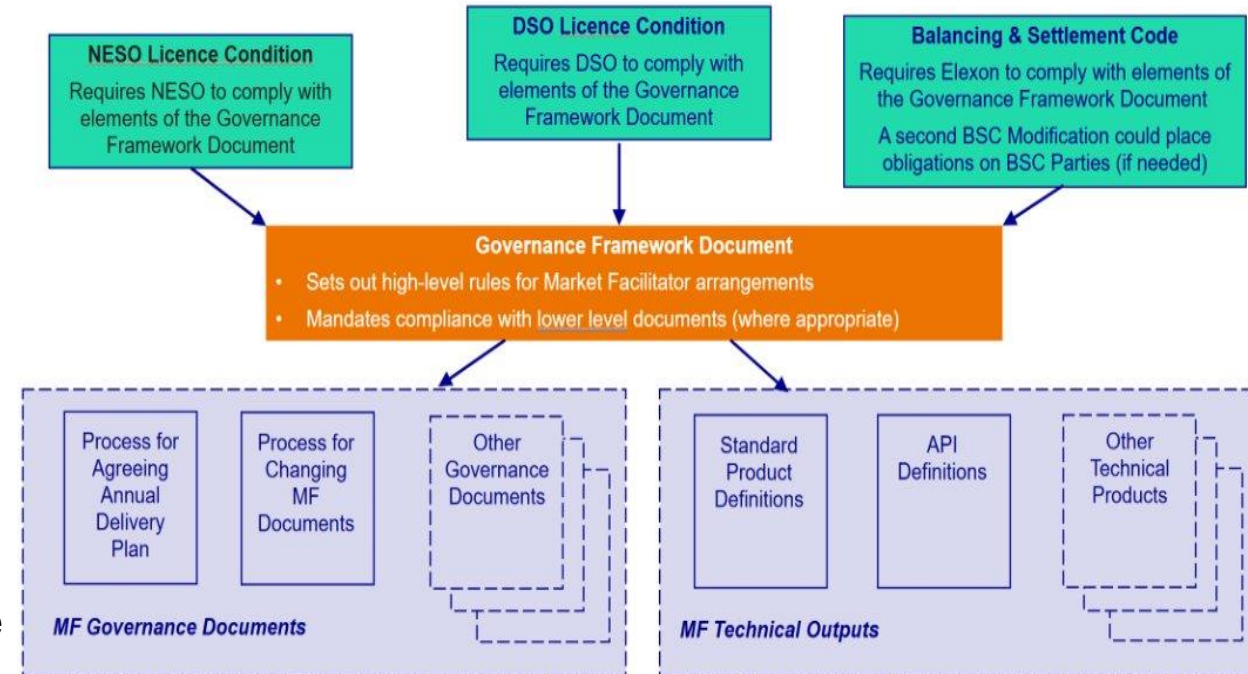 NESO Licence Condition
Requires NESO to comply with
elements of the Governance
Framework Document
DSO Licence Condition
Requires DSO to comply with
elements of the Governance
Framework Document
Balancing & Settlement Code
Requires Elexon to comply with elements of
the Governance Framework Document
A second BSC Modification could place
obligations on BSC Parties (if needed)
Governance Framework Document
• Sets out high-level rules for Market Facilitator arrangements
• Mandates compliance with lower level documents (where appropriate)
Process for
Agreeing
Annual
Delivery
Plan
Process for
Changing
MF
Documents
Other
Governance
Documents
MF Governance Documents
Standard
Product
Definitions
API
Definitions
Other
Technical
Products
MF Technical Outputs